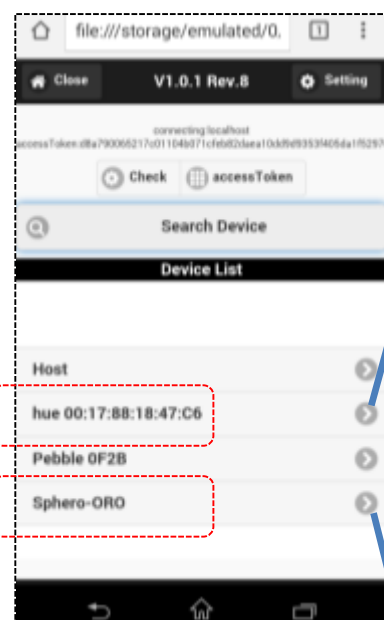 file:///storage/emulated/0.
1
Close V1.0.1 Rev.8 Setting
connecting:localhost
Check accessToken
Search Device
Device List
Host
hue 00:17:88:18:47:C6
Pebble 0F2B
Sphero-ORO